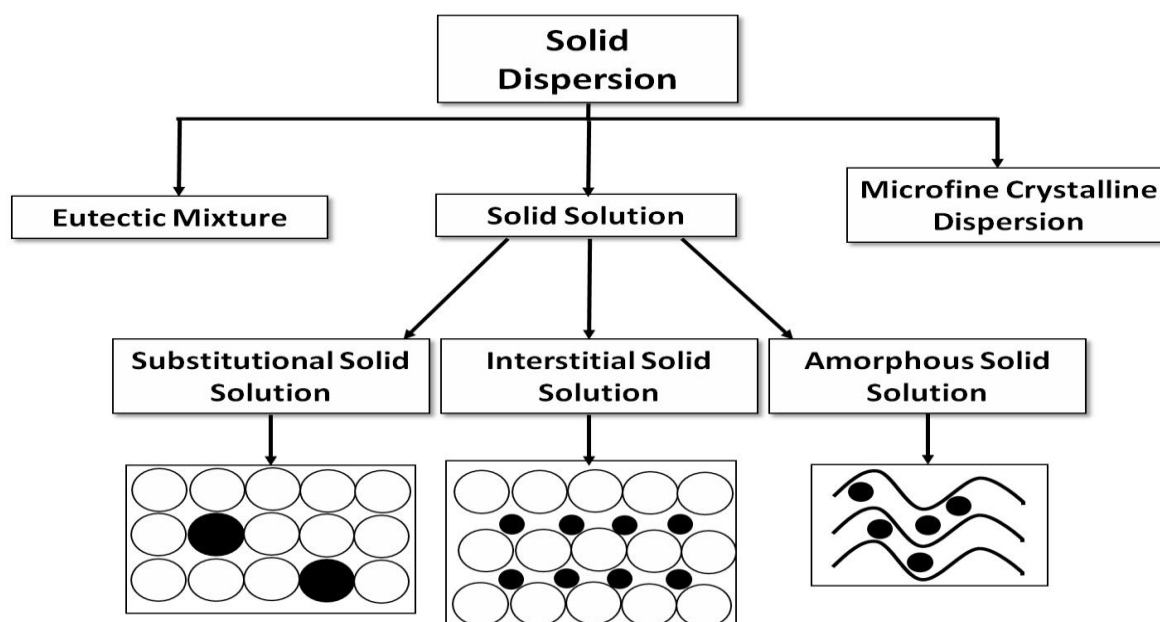 Solid
Dispersion
Eutectic Mixture
Solid Solution
Microfine Crystalline
Dispersion
Substitutional Solid
Solution
Interstitial Solid
Solution
Amorphous Solid
Solution